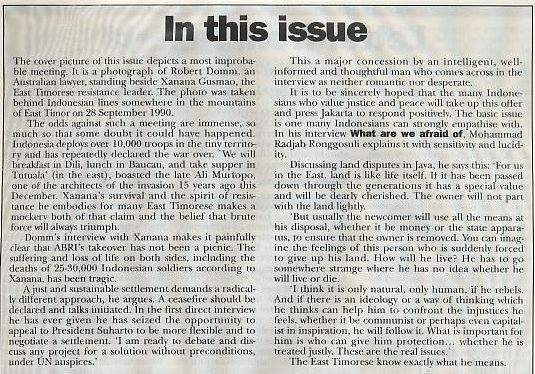 In this issue
The cover picture of this issue depicts a most improba-
ble meeting. It is a photograph of Robert Domm, an
Australian lawyer, standing beside Xanana Gusmao, the
East Timorese resistance leader. The photo was taken
behind Indonesian lines somewhere in the mountains
of East Timor on 28 September 1990.
The odds against such a meeting are immense, so
much so that some doubt it could have happened.
Indonesia deploys over 10,000 troops in the tiny territo-
ry and has repeatedly declared the war over. 'We will
breakfast in Dili, lunch in Baucau, and take supper in
Tutuala' (in the east), boasted the late Ali Murtopo,
one of the architects of the invasion 15 years ago this
December. Xanana's survival and the spirit of resis-
tance he embodies for many East Timorese makes a
mockery both of that claim and the belief that brute
force will always triumph.
Domm's interview with Xanana makes it painfully
clear that ABRI's takeover has not been a picnic. The
suffering and loss of life on both sides, including the
deaths of 25-30,000 Indonesian soldiers according to
Xanana, has been tragic.
A just and sustainable settlement demands a radical-
ly different approach, he argues. A ceasefire should be
declared and talks initiated. In the first direct interview
he has ever given he has seized the opportunity to
appeal to President Suharto to be more flexible and to
negotiate a settlement. 'I am ready to debate and dis-
cuss any project for a solution without preconditions,
under UN auspices.'
This a major concession by an intelligent, well-
informed and thoughtful man who comes across in the
interview as neither romantic nor desperate.
It is to be sincerely hoped that the many Indone-
sians who value justice and peace will take up this offer
and press Jakarta to respond positively. The basic issue
is one many Indonesians can strongly empathise with.
In his interview What are we afraid of, Mohammad
Radjab Ronggosuli explains it with sensitivity and lucid-
ity.
Discussing land disputes in Java, he says this: 'For us
in the East, land is like life itself. If it has been passed
down through the generations it has a special value
and will be dearly cherished. The owner will not part
with the land lightly.
'But usually the newcomer will use all the means at
his disposal, whether it be money or the state appara-
tus, to ensure that the owner is removed. You can imag-
ine the feelings of this person who is suddenly forced
to give up his land. How will he live? He has to go
somewhere strange where he has no idea whether he
will live or die.
'I think it is only natural, only human, if he rebels.
And if there is an ideology or a way of thinking which
he thinks can help him to confront the injustices he
feels, whether it be communist or perhaps even capital-
ist in inspiration, he will follow it. What is important for
him is who can give him protection... whether he is
treated justly. These are the real issues.'
The East Timorese know exactly what he means.